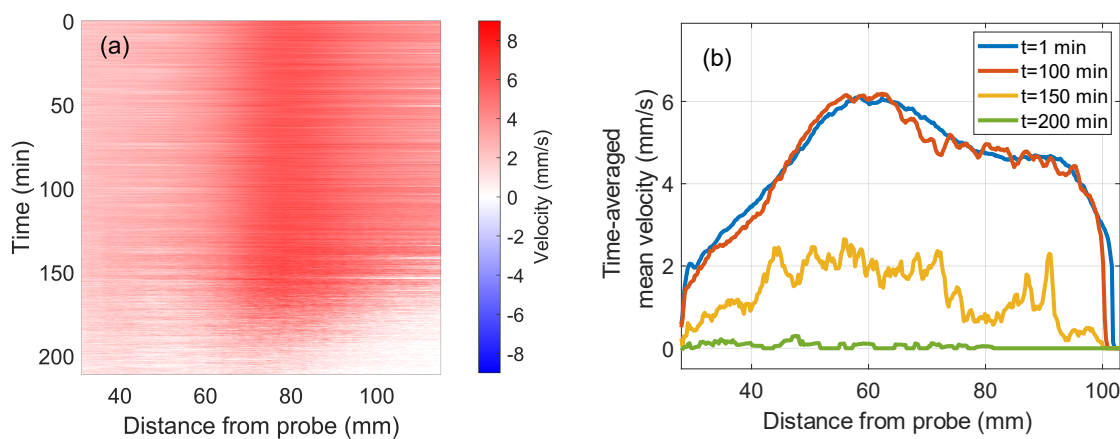 (a)
Time (min)
0
50
100
150
200
40
60
80
100
Distance from probe (mm)
8
6
4
2
0
-2
-4
-6
-8
Velocity (mm/s)
(b)
t=1 min
t=100 min
t=150 min
t=200 min
Time-averaged
mean velocity (mm/s)
6
4
2
0
40
60
80
100
Distance from probe (mm)